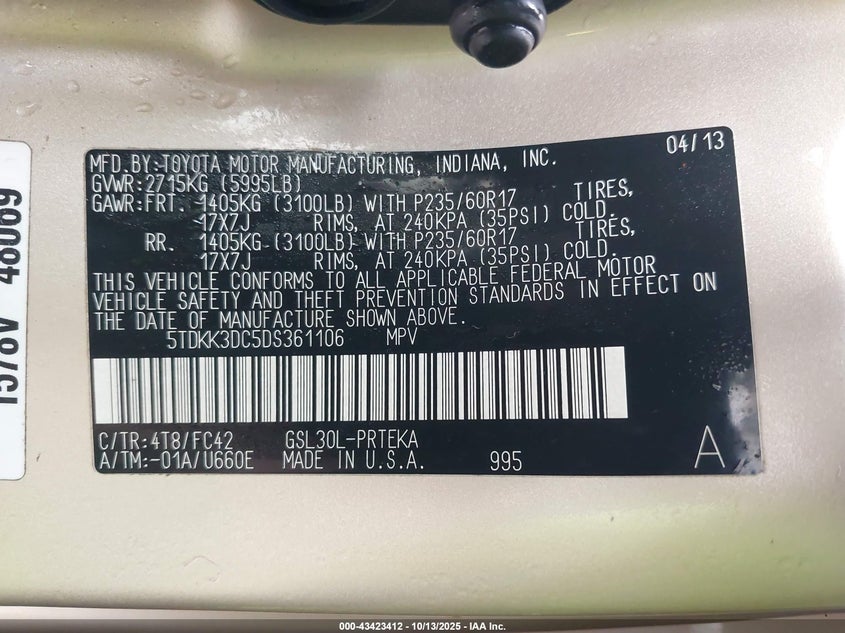 04/13
MFD.BY:TOYOTA MOTOR MANUFACTURING, INDIANA, INC.
GVWR:2715KG (5995LB)
GAWR:FRT. 1405KG (3100LB) WITH P235/60R17 TIRES,
17X7J RIMS, AT 240KPA (35PSI) COLD.
RR. 1405KG (3100LB) WITH P235/60R17 TIRES,
17X7J RIMS, AT 240KPA (35PSI) COLD.
THIS VEHICLE CONFORMS TO ALL APPLICABLE FEDERAL MOTOR
VEHICLE SAFETY AND THEFT PREVENTION STANDARDS IN EFFECT ON
THE DATE OF MANUFACTURE SHOWN ABOVE.
5TDKK3DC5DS361106 MPV
C/TR:4T8/FC42 GSL30L-PRTEKA
A/TM:-01A/U660E MADE IN U.S.A. 995 A
000-43423412 - 10/13/2025 - IAA Inc.